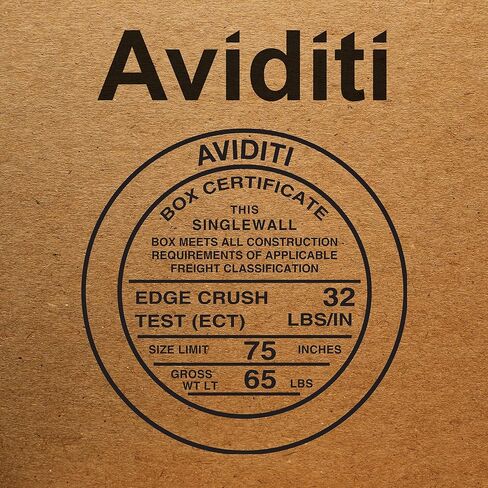 Aviditi
AVIDITI
BOX CERTIFICATE
THIS
SINGLEWALL
BOX MEETS ALL CONSTRUCTION
REQUIREMENTS OF APPLICABLE
FREIGHT CLASSIFICATION
EDGE CRUSH 32
TEST (ECT) LBS/IN
SIZE LIMIT 75 INCHES
GROSS
WT LT 65 LBS